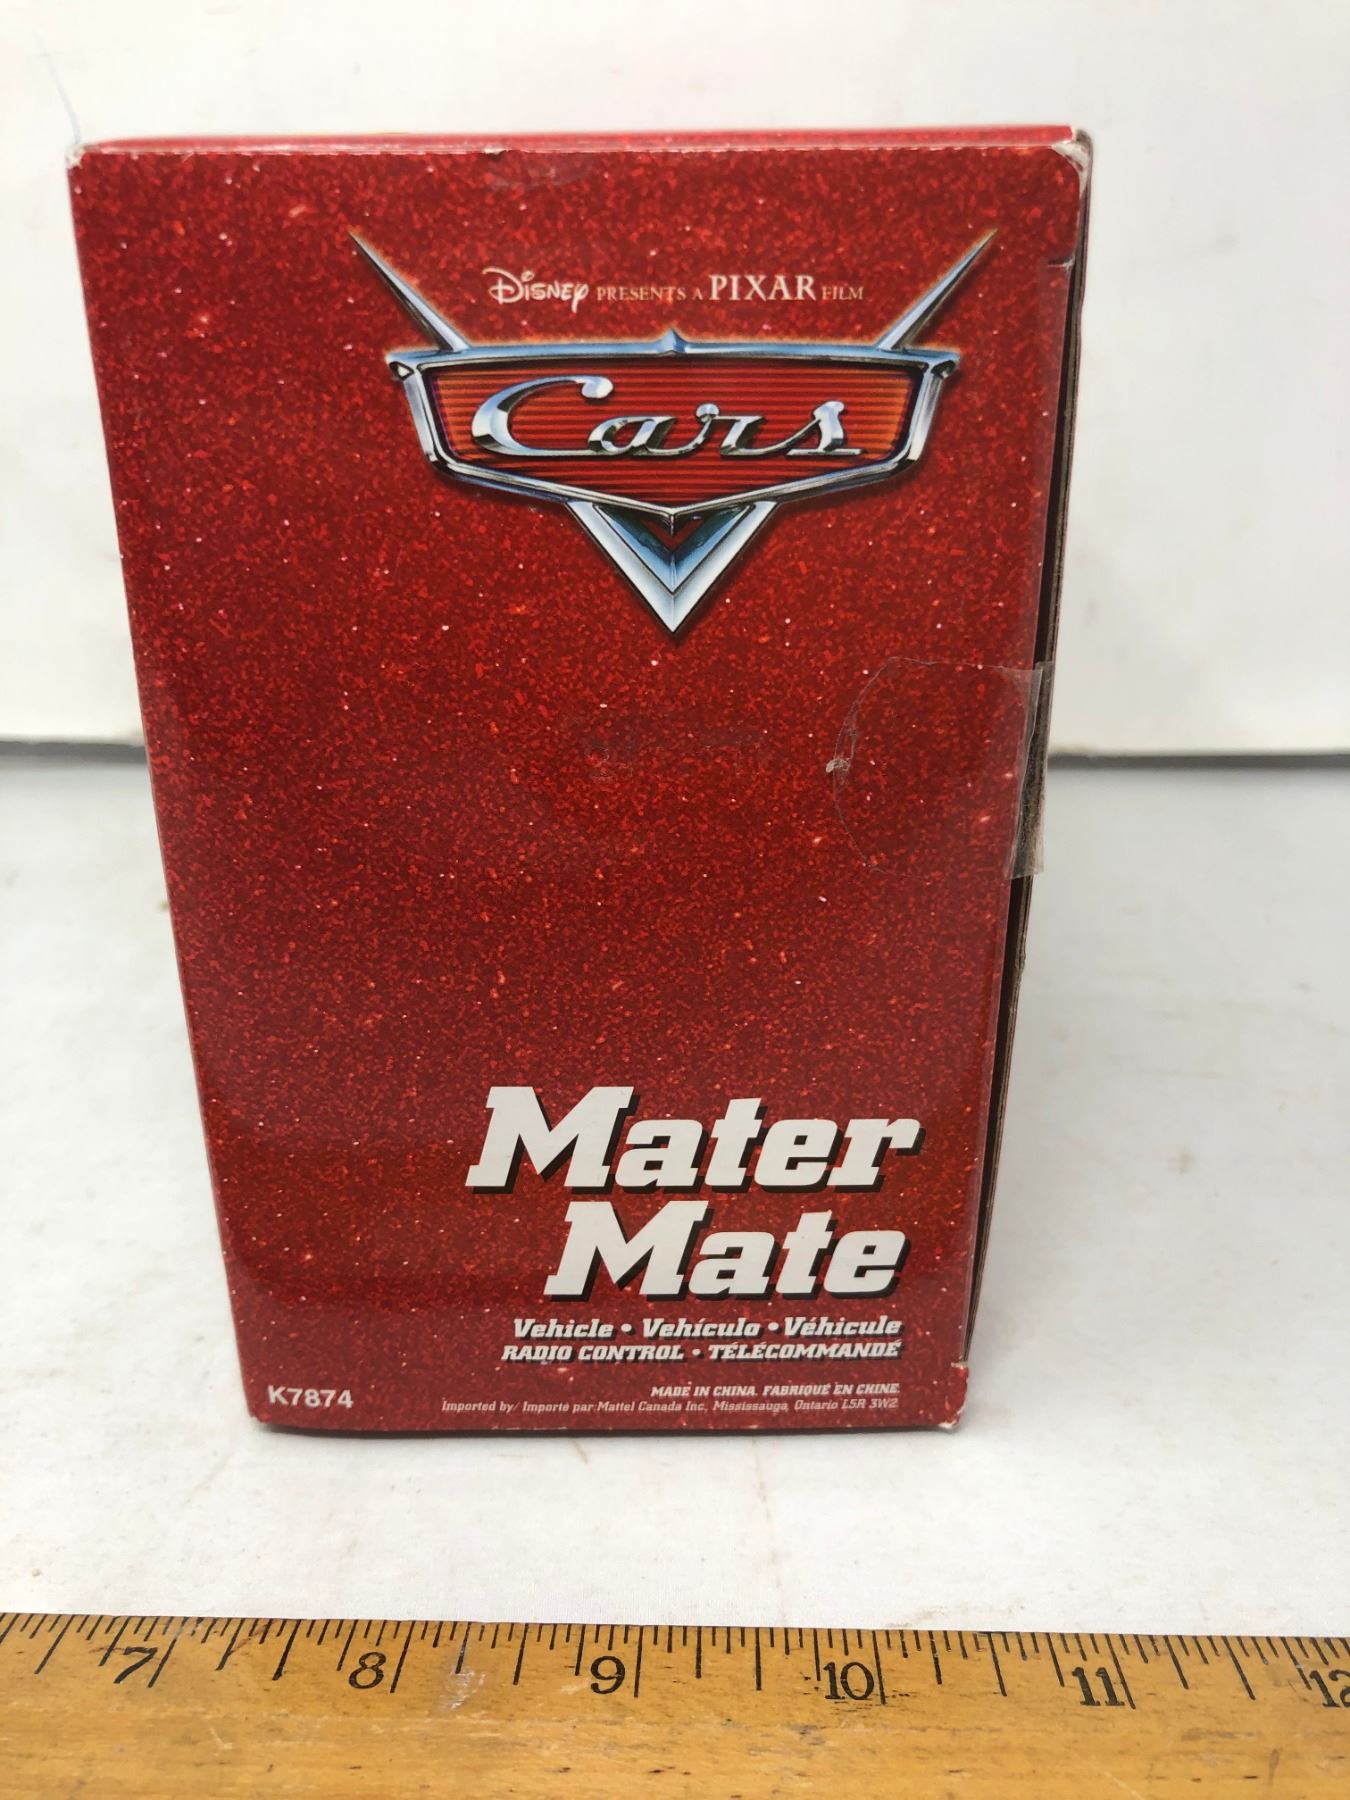 Disney PRESENTS A PIXAR FILM
Cars
Mater
Mate
Vehicle • Vehículo • Véhicule
RADIO CONTROL • TÉLÉCOMMANDÉ
K7874
MADE IN CHINA. FABRIQUÉ EN CHINE.
Imported by/ Importé par:Mattel Canada Inc., Mississauga, Ontario L5R 3W2
7 8 9 10 11 12